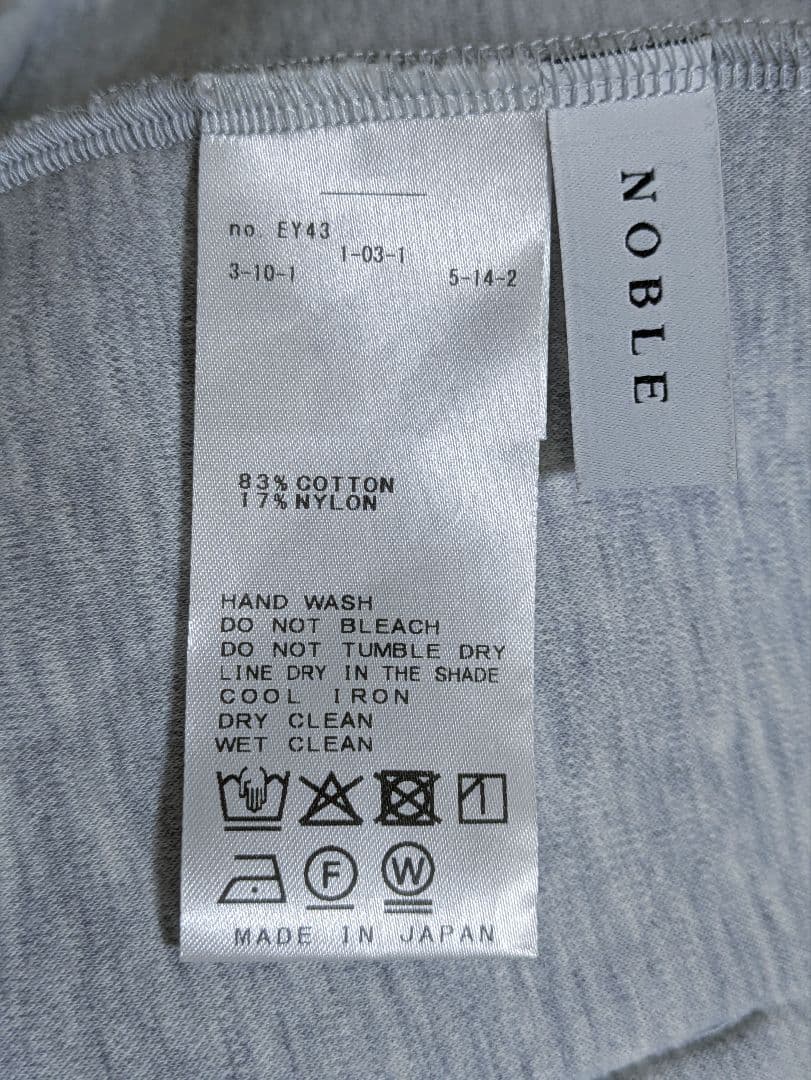 no. EY43
1-03-1
3-10-1
5-14-2
83% COTTON
17% NYLON
HAND WASH
DO NOT BLEACH
DO NOT TUMBLE DRY
LINE DRY IN THE SHADE
COOL IRON
DRY CLEAN
WET CLEAN
F
W
MADE IN JAPAN
NOBLE